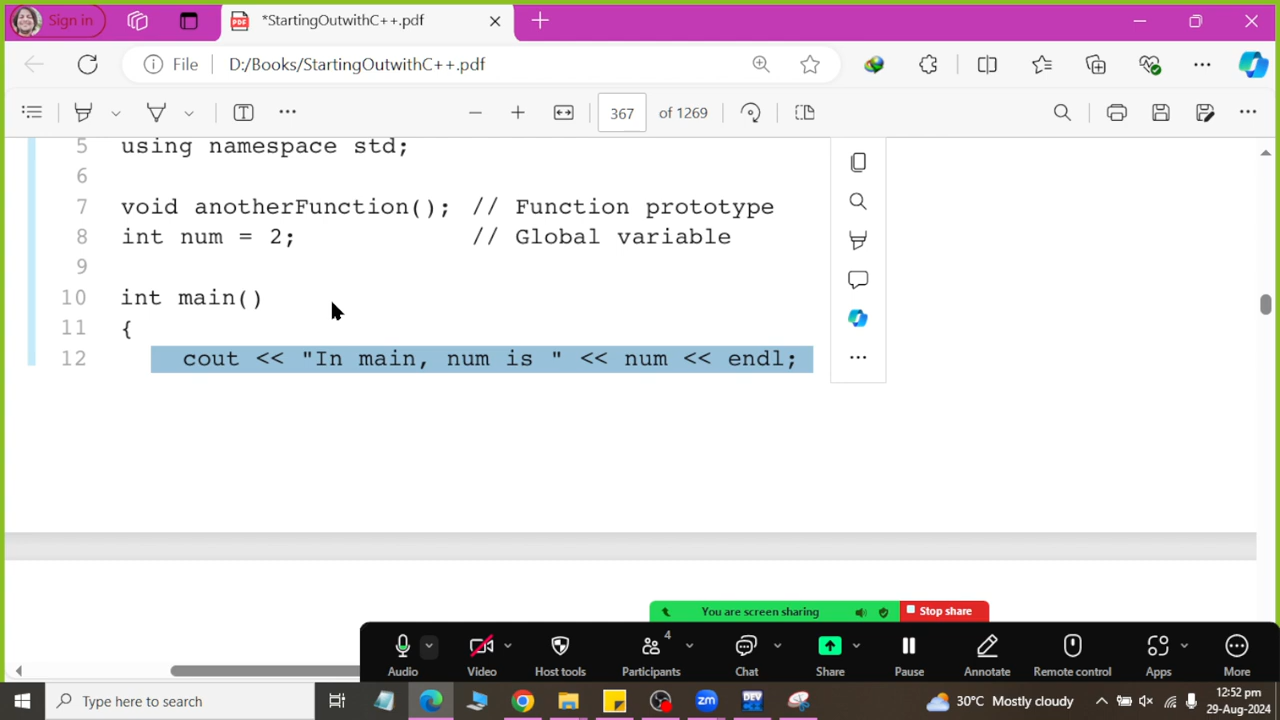 Sign in
*StartingOutwithC++.pdf
File
D:/Books/StartingOutwithC++.pdf
367 of 1269
5 using namespace std;
6
7 void anotherFunction(); // Function prototype
8 int num = 2; // Global variable
9
10 int main()
11 {
12 cout << "In main, num is " << num << endl;
You are screen sharing
Stop share
4
Audio Video Host tools Participants Chat Share Pause Annotate Remote control Apps More
Type here to search
zm
DEV
30°C Mostly cloudy
12:52 pm
29-Aug-2024